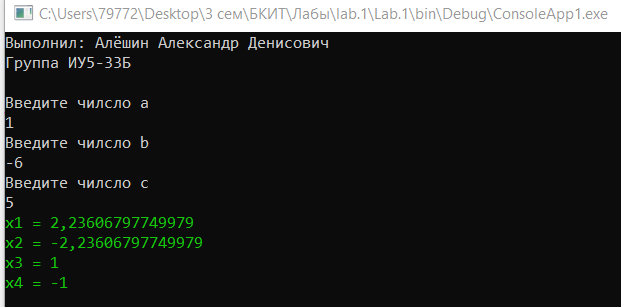 C:\Users\79772\Desktop\3 сем\БКИТ\Лабы\lab.1\Lab.1\bin\Debug\ConsoleApp1.exe
Выполнил: Алёшин Александр Денисович
Группа ИУ5-33Б
Введите чилсло a
1
Введите чилсло b
-6
Введите чилсло c
5
x1 = 2,23606797749979
x2 = -2,23606797749979
x3 = 1
x4 = -1